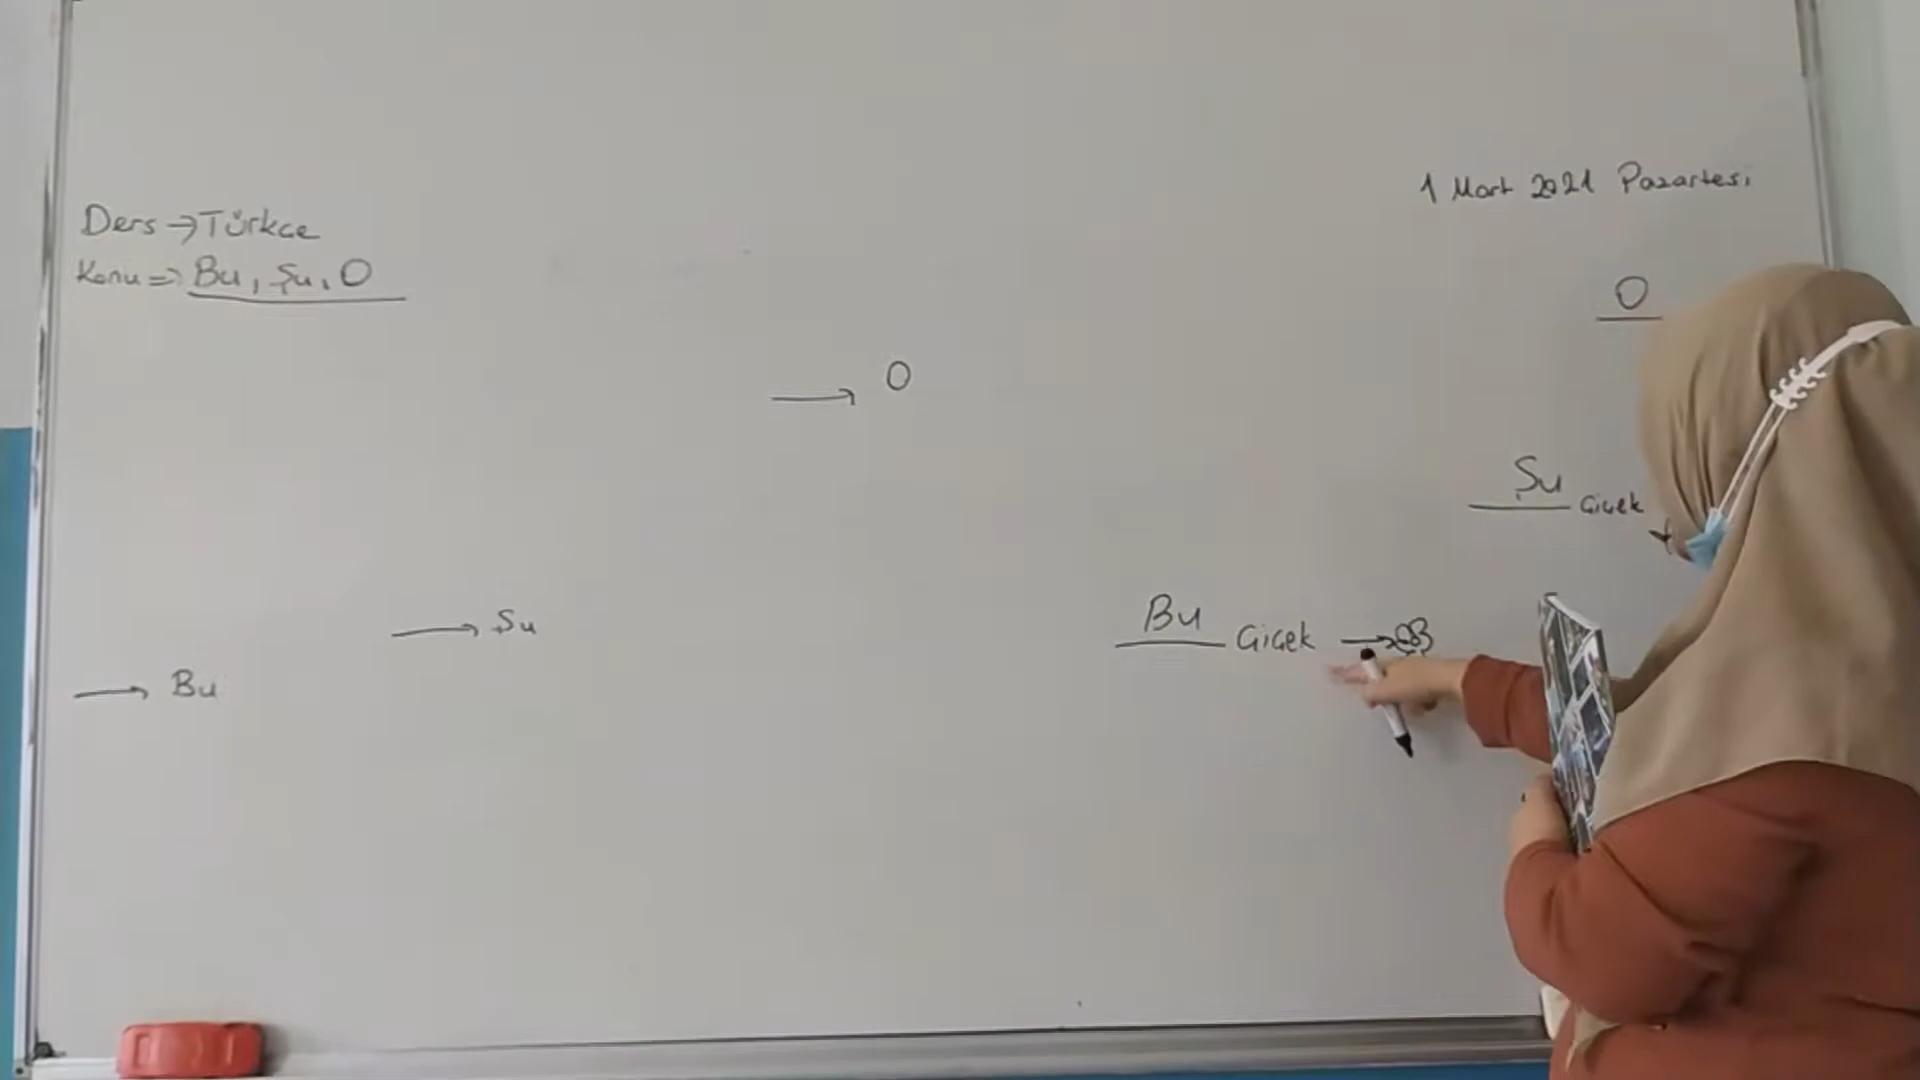 1 Mart 2021 Pazartesi
Ders → Türkçe
Konu ⇒ Bu, Şu, O
O
→ O
Şu Çiçek
→ Şu
Bu Çiçek →
→ Bu